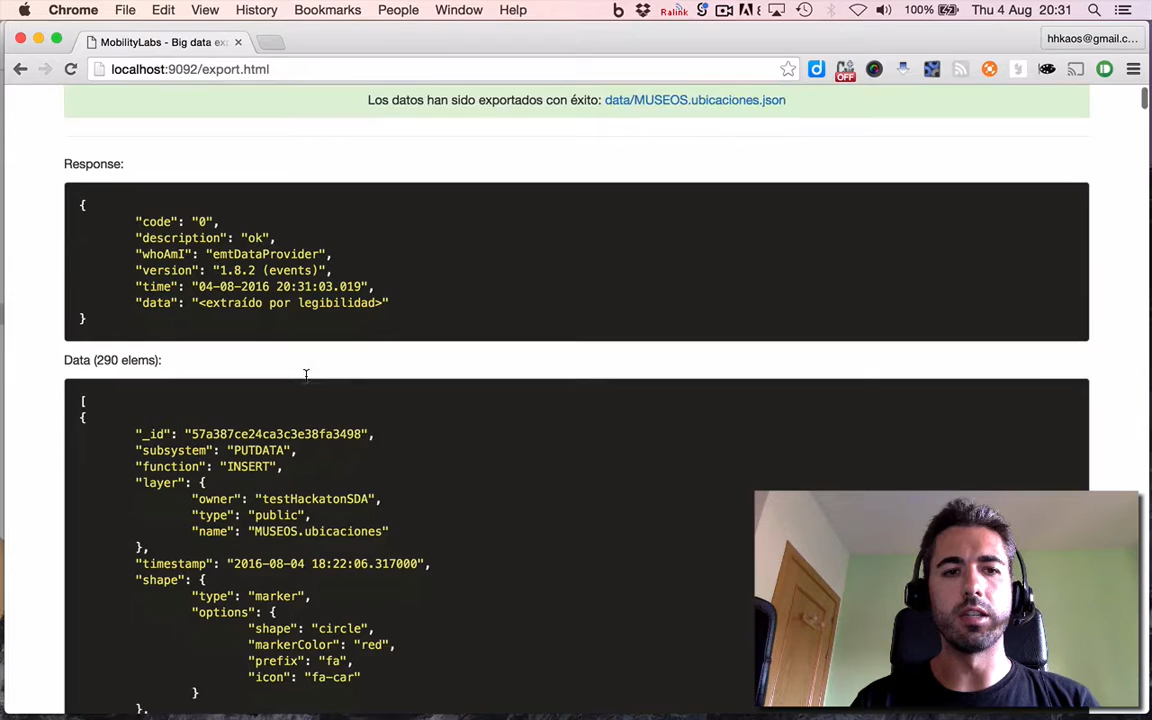 Chrome File Edit View History Bookmarks People Window Help Ralink 100% Thu 4 Aug 20:31
MobilityLabs - Big data ex
hhkaos@gmail.c...
localhost:9092/export.html
OFF
Los datos han sido exportados con éxito: data/MUSEOS.ubicaciones.json
Response:
{
"code": "0",
"description": "ok",
"whoAmI": "emtDataProvider",
"version": "1.8.2 (events)",
"time": "04-08-2016 20:31:03.019",
"data": "<extraído por legibilidad>"
}
Data (290 elems):
[
{
"_id": "57a387ce24ca3c3e38fa3498",
"subsystem": "PUTDATA",
"function": "INSERT",
"layer": {
"owner": "testHackatonSDA",
"type": "public",
"name": "MUSEOS.ubicaciones"
},
"timestamp": "2016-08-04 18:22:06.317000",
"shape": {
"type": "marker",
"options": {
"shape": "circle",
"markerColor": "red",
"prefix": "fa",
"icon": "fa-car"
}
},